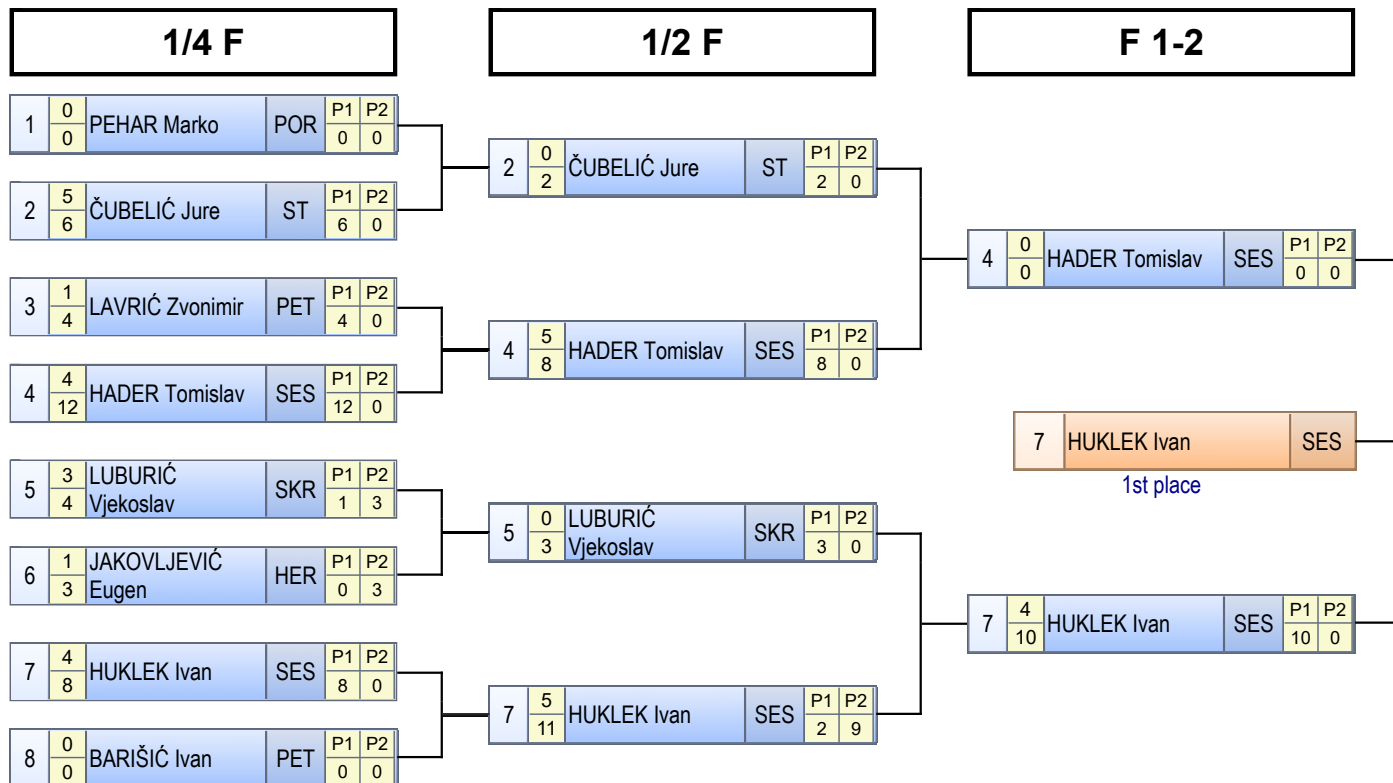 1/4 F
1/2 F
F 1-2
1 0 0 PEHAR Marko POR P1 P2 0 0
2 5 6 ČUBELIĆ Jure ST P1 P2 6 0
3 1 4 LAVRIĆ Zvonimir PET P1 P2 4 0
4 4 12 HADER Tomislav SES P1 P2 12 0
5 3 4 LUBURIĆ
Vjekoslav SKR P1 P2 1 3
6 1 3 JAKOVLJEVIĆ
Eugen HER P1 P2 0 3
7 4 8 HUKLEK Ivan SES P1 P2 8 0
8 0 0 BARIŠIĆ Ivan PET P1 P2 0 0
2 0 2 ČUBELIĆ Jure ST P1 P2 2 0
4 5 8 HADER Tomislav SES P1 P2 8 0
5 0 3 LUBURIĆ
Vjekoslav SKR P1 P2 3 0
7 5 11 HUKLEK Ivan SES P1 P2 2 9
4 0 0 HADER Tomislav SES P1 P2 0 0
7 HUKLEK Ivan SES
1st place
7 4 10 HUKLEK Ivan SES P1 P2 10 0